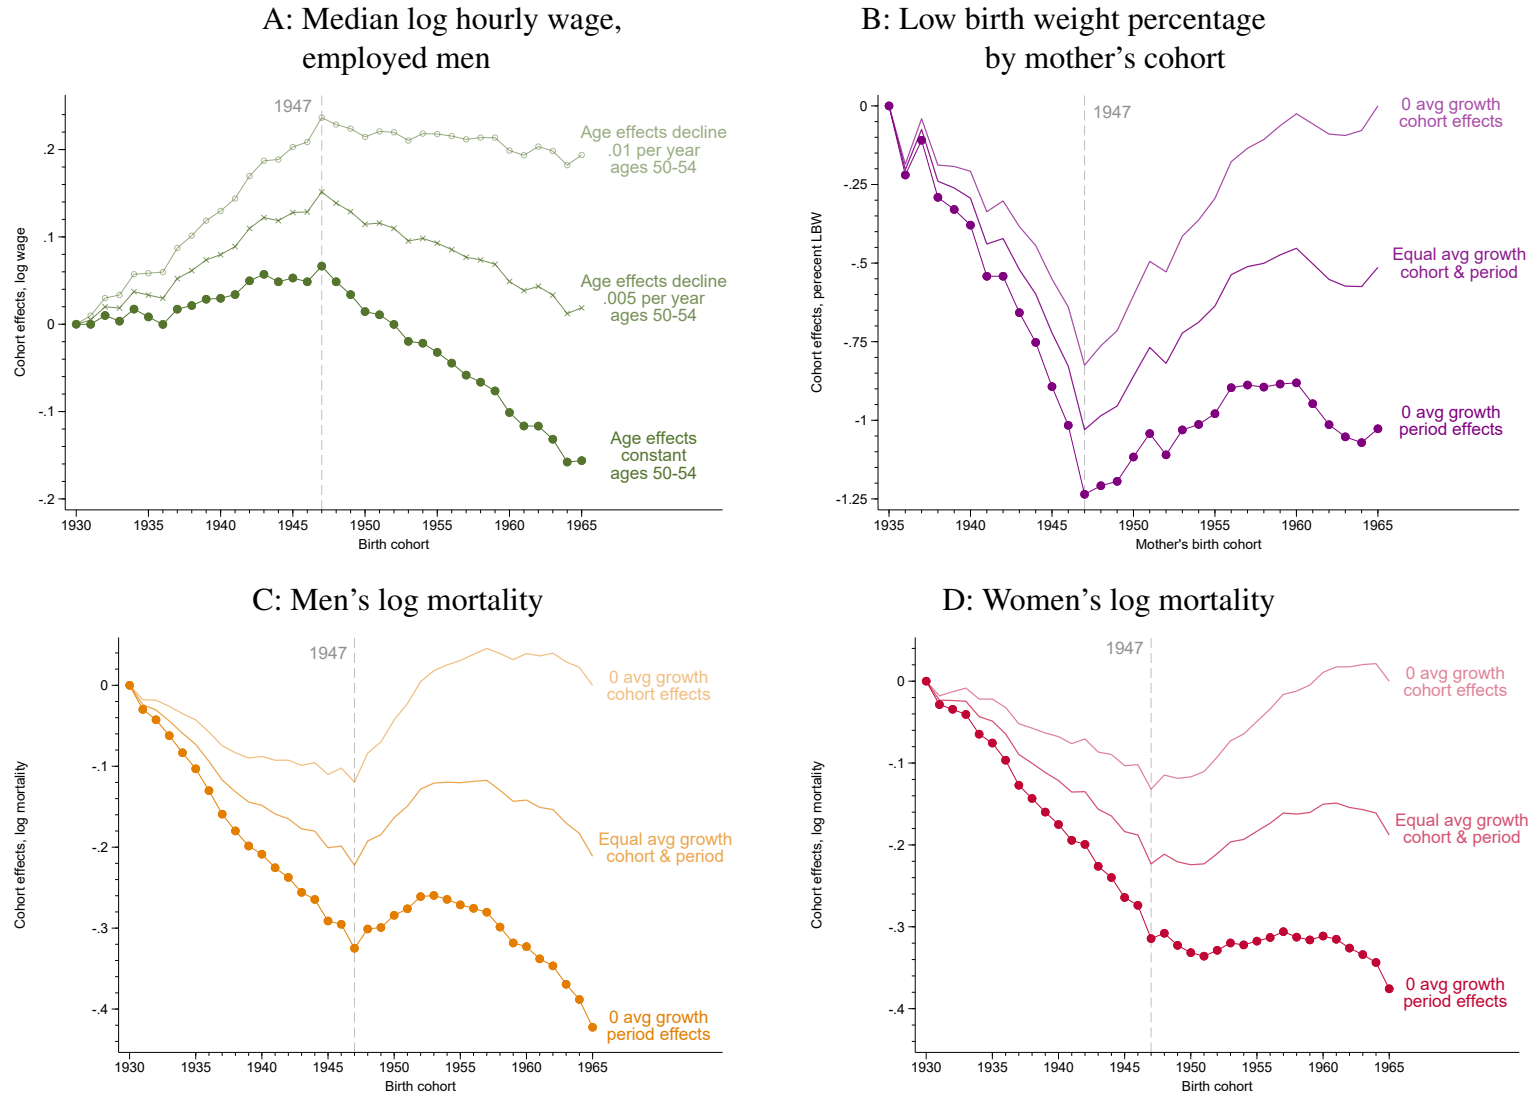 A: Median log hourly wage,
employed men
1947
Age effects decline
.01 per year
ages 50-54
Age effects decline
.005 per year
ages 50-54
Age effects
constant
ages 50-54
Cohort effects, log wage
.2
.1
0
-.1
-.2
1930 1935 1940 1945 1950 1955 1960 1965
Birth cohort
B: Low birth weight percentage
by mother's cohort
1947
0 avg growth
cohort effects
Equal avg growth
cohort & period
0 avg growth
period effects
Cohort effects, percent LBW
0
-.25
-.5
-.75
-1
-1.25
1935 1940 1945 1950 1955 1960 1965
Mother's birth cohort
C: Men's log mortality
1947
0 avg growth
cohort effects
Equal avg growth
cohort & period
0 avg growth
period effects
Cohort effects, log mortality
0
-.1
-.2
-.3
-.4
1930 1935 1940 1945 1950 1955 1960 1965
Birth cohort
D: Women's log mortality
1947
0 avg growth
cohort effects
Equal avg growth
cohort & period
0 avg growth
period effects
Cohort effects, log mortality
0
-.1
-.2
-.3
-.4
1930 1935 1940 1945 1950 1955 1960 1965
Birth cohort